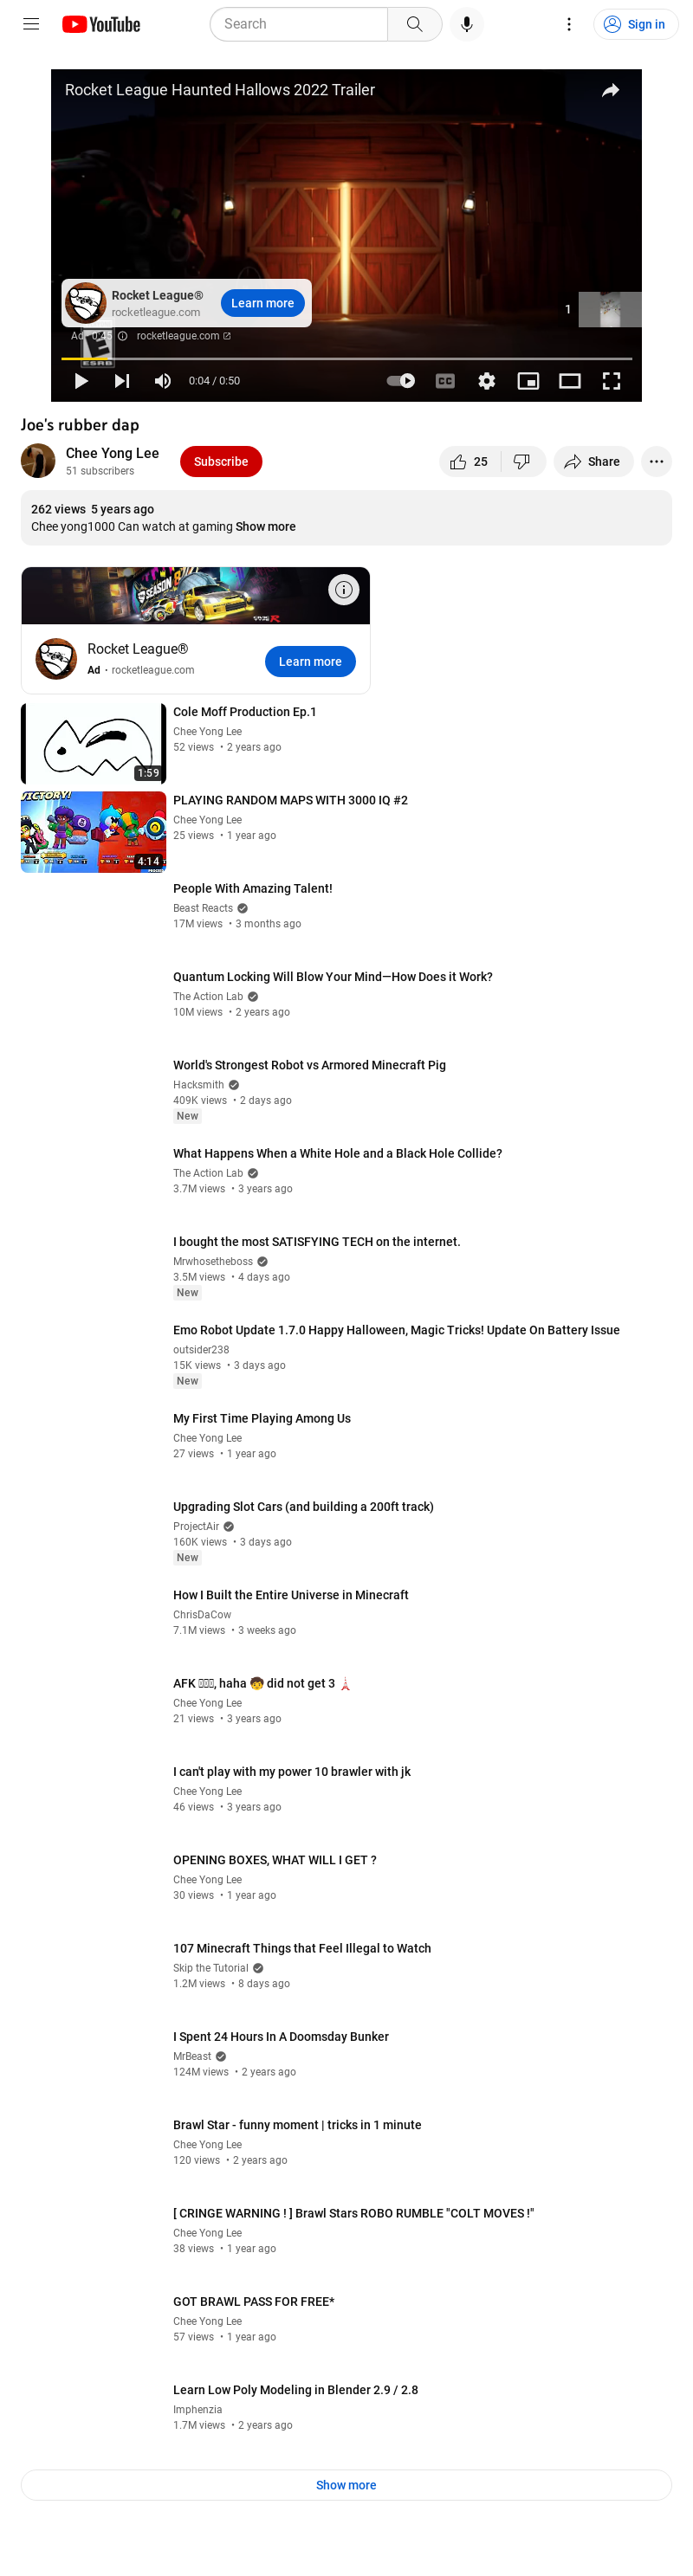 YouTube
Search
Sign in
Rocket League Haunted Hallows 2022 Trailer
Rocket League®
rocketleague.com
Learn more
1
Ad · 0:45
rocketleague.com
ESRB
0:04 / 0:50
CC
Joe's rubber dap
Chee Yong Lee
51 subscribers
Subscribe
25
Share
262 views 5 years ago
Chee yong1000 Can watch at gaming Show more
SEASON 8
Rocket League®
Ad • rocketleague.com
Learn more
1:59
Cole Moff Production Ep.1
Chee Yong Lee
52 views • 2 years ago
VICTORY!
4:14
PLAYING RANDOM MAPS WITH 3000 IQ #2
Chee Yong Lee
25 views • 1 year ago
People With Amazing Talent!
Beast Reacts
17M views • 3 months ago
Quantum Locking Will Blow Your Mind—How Does it Work?
The Action Lab
10M views • 2 years ago
World's Strongest Robot vs Armored Minecraft Pig
Hacksmith
409K views • 2 days ago
New
What Happens When a White Hole and a Black Hole Collide?
The Action Lab
3.7M views • 3 years ago
I bought the most SATISFYING TECH on the internet.
Mrwhosetheboss
3.5M views • 4 days ago
New
Emo Robot Update 1.7.0 Happy Halloween, Magic Tricks! Update On Battery Issue
outsider238
15K views • 3 days ago
New
My First Time Playing Among Us
Chee Yong Lee
27 views • 1 year ago
Upgrading Slot Cars (and building a 200ft track)
ProjectAir
160K views • 3 days ago
New
How I Built the Entire Universe in Minecraft
ChrisDaCow
7.1M views • 3 weeks ago
AFK , haha 🧒 did not get 3 🗼
Chee Yong Lee
21 views • 3 years ago
I can't play with my power 10 brawler with jk
Chee Yong Lee
46 views • 3 years ago
OPENING BOXES, WHAT WILL I GET ?
Chee Yong Lee
30 views • 1 year ago
107 Minecraft Things that Feel Illegal to Watch
Skip the Tutorial
1.2M views • 8 days ago
I Spent 24 Hours In A Doomsday Bunker
MrBeast
124M views • 2 years ago
Brawl Star - funny moment | tricks in 1 minute
Chee Yong Lee
120 views • 2 years ago
[ CRINGE WARNING ! ] Brawl Stars ROBO RUMBLE "COLT MOVES !"
Chee Yong Lee
38 views • 1 year ago
GOT BRAWL PASS FOR FREE*
Chee Yong Lee
57 views • 1 year ago
Learn Low Poly Modeling in Blender 2.9 / 2.8
Imphenzia
1.7M views • 2 years ago
Show more